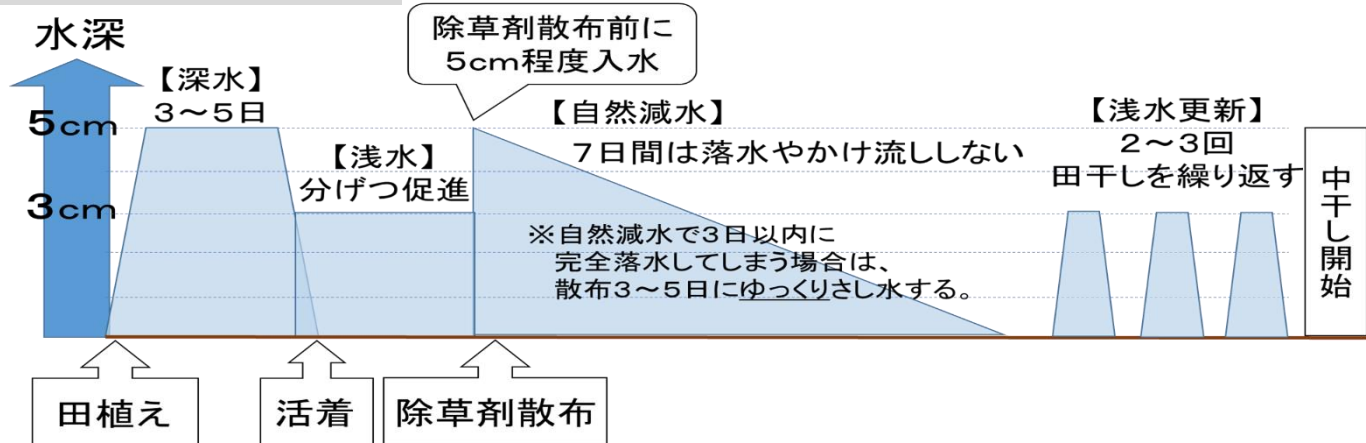 水深
5cm
3cm
【深水】
3～5日
【浅水】
分げつ促進
除草剤散布前に
5cm程度入水
【自然減水】
7日間は落水やかけ流ししない
※自然減水で3日以内に
完全落水してしまう場合は、
散布3～5日にゆっくりさし水する。
【浅水更新】
2～3回
田干しを繰り返す
中干し開始
田植え
活着
除草剤散布